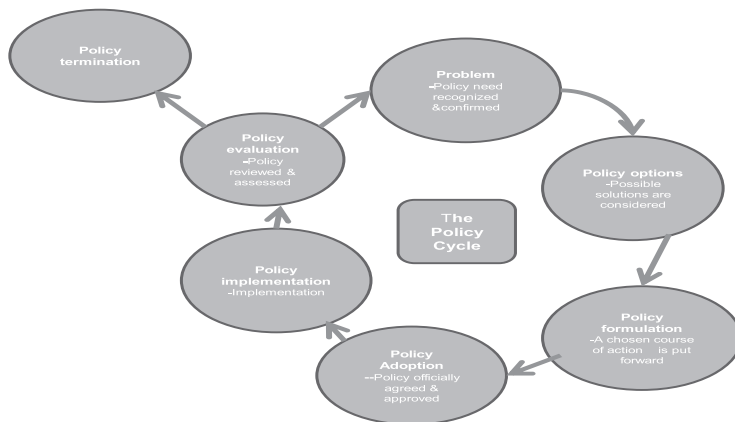 Policy
termination
Problem
-Policy need
recognized
&confirmed
Policy
evaluation
-Policy
reviewed &
assessed
Policy options
-Possible
solutions are
considered
The
Policy
Cycle
Policy
implementation
-Implementation
Policy
formulation
-A chosen course
of action is put
forward
Policy
Adoption
--Policy officially
agreed &
approved